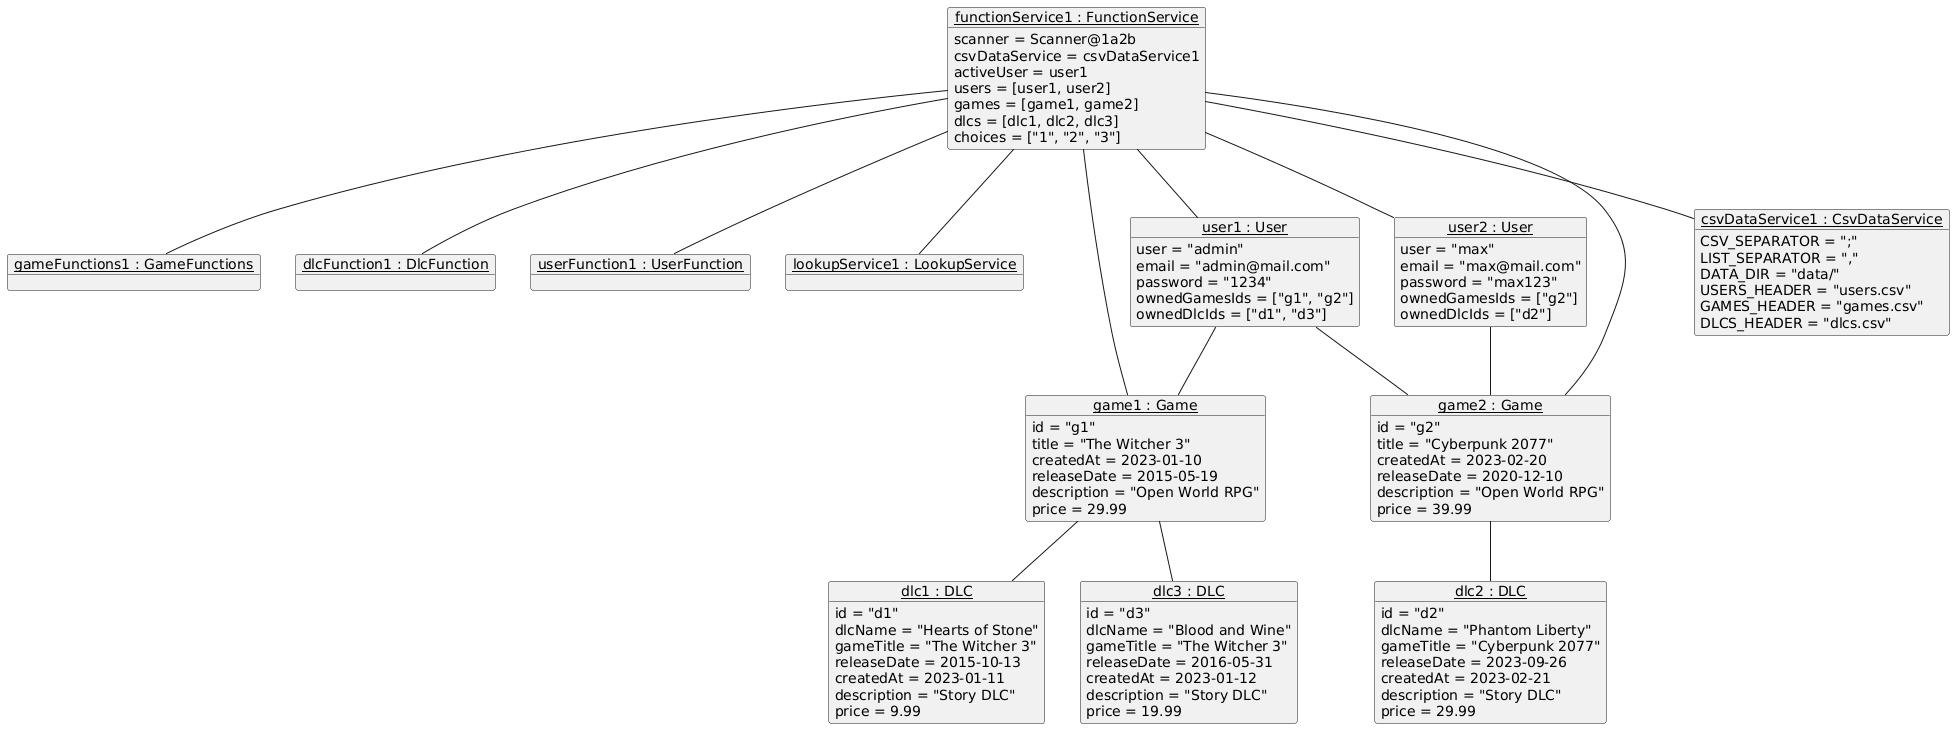 functionService1 : FunctionService
scanner = Scanner@1a2b
csvDataService = csvDataService1
activeUser = user1
users = [user1, user2]
games = [game1, game2]
dlcs = [dlc1, dlc2, dlc3]
choices = ["1", "2", "3"]
gameFunctions1 : GameFunctions
dlcFunction1 : DlcFunction
userFunction1 : UserFunction
lookupService1 : LookupService
user1 : User
user = "admin"
email = "admin@mail.com"
password = "1234"
ownedGamesIds = ["g1", "g2"]
ownedDlcIds = ["d1", "d3"]
user2 : User
user = "max"
email = "max@mail.com"
password = "max123"
ownedGamesIds = ["g2"]
ownedDlcIds = ["d2"]
csvDataService1 : CsvDataService
CSV_SEPARATOR = ";"
LIST_SEPARATOR = ","
DATA_DIR = "data/"
USERS_HEADER = "users.csv"
GAMES_HEADER = "games.csv"
DLCS_HEADER = "dlcs.csv"
game1 : Game
id = "g1"
title = "The Witcher 3"
createdAt = 2023-01-10
releaseDate = 2015-05-19
description = "Open World RPG"
price = 29.99
game2 : Game
id = "g2"
title = "Cyberpunk 2077"
createdAt = 2023-02-20
releaseDate = 2020-12-10
description = "Open World RPG"
price = 39.99
dlc1 : DLC
id = "d1"
dlcName = "Hearts of Stone"
gameTitle = "The Witcher 3"
releaseDate = 2015-10-13
createdAt = 2023-01-11
description = "Story DLC"
price = 9.99
dlc3 : DLC
id = "d3"
dlcName = "Blood and Wine"
gameTitle = "The Witcher 3"
releaseDate = 2016-05-31
createdAt = 2023-01-12
description = "Story DLC"
price = 19.99
dlc2 : DLC
id = "d2"
dlcName = "Phantom Liberty"
gameTitle = "Cyberpunk 2077"
releaseDate = 2023-09-26
createdAt = 2023-02-21
description = "Story DLC"
price = 29.99